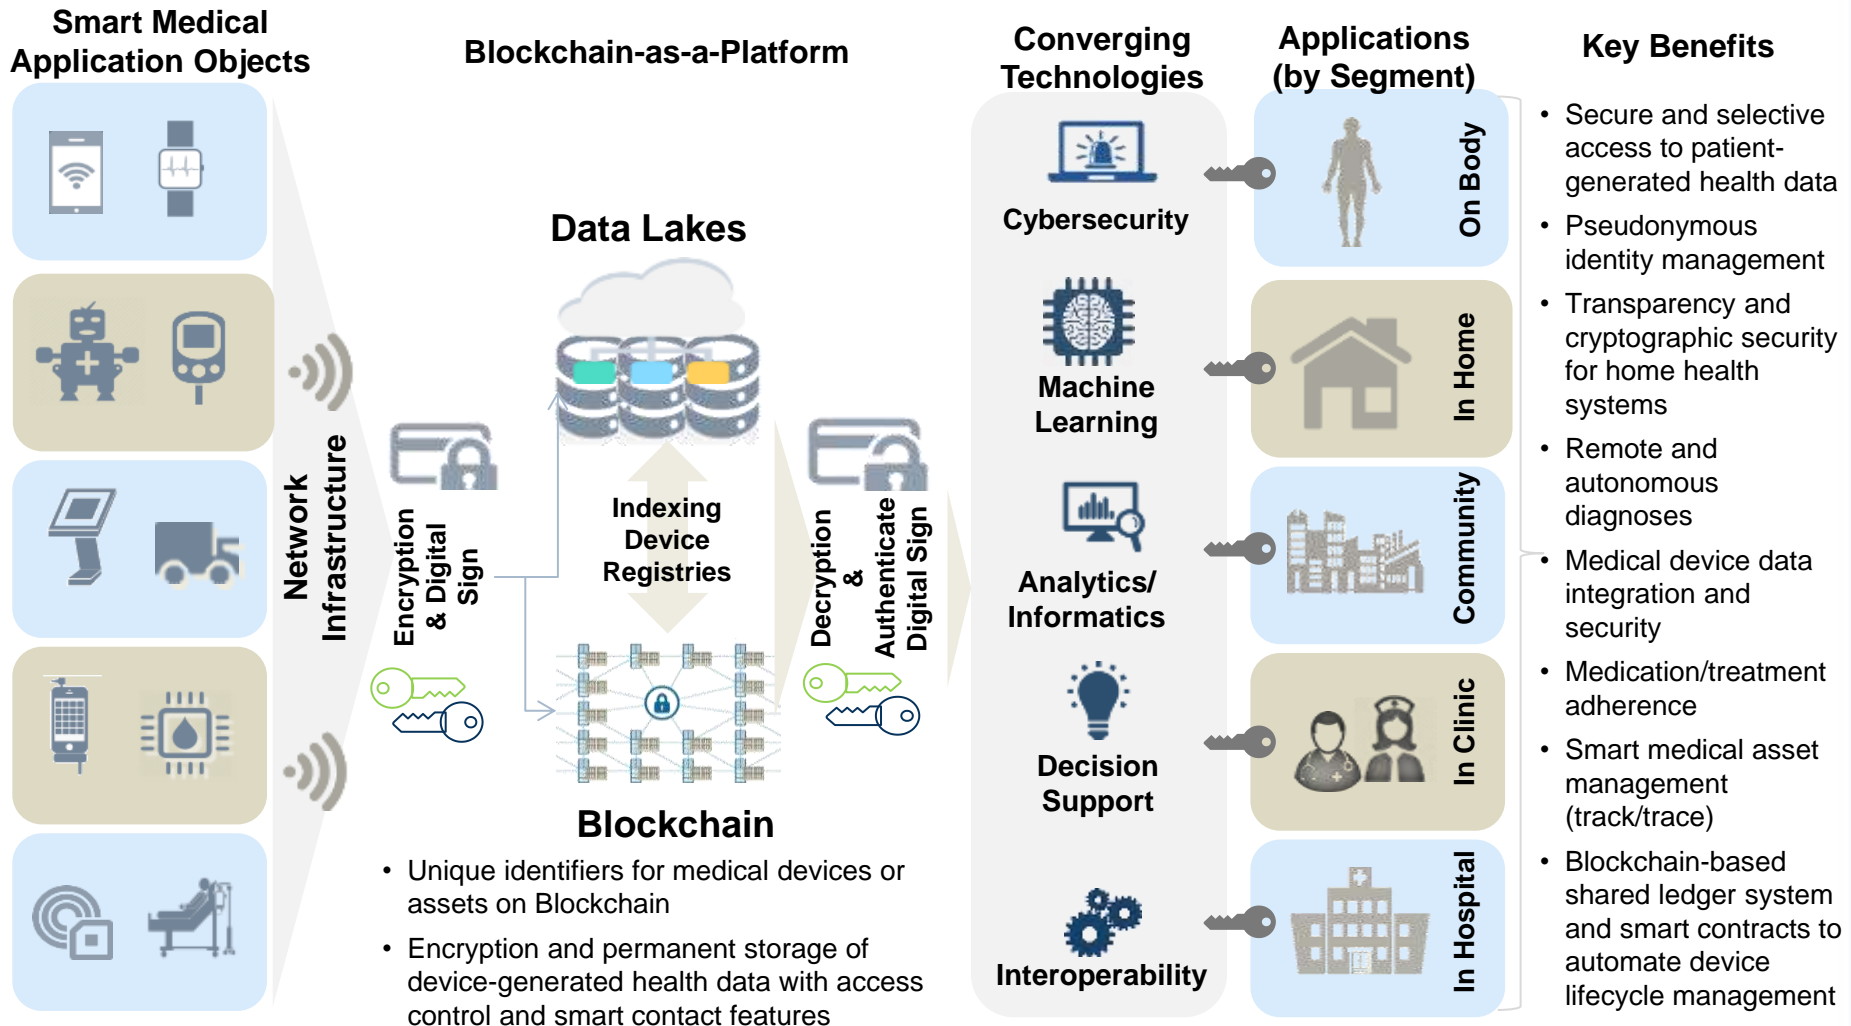 Smart Medical
Application Objects
Blockchain-as-a-Platform
Converging
Technologies
Applications
(by Segment)
Key Benefits
Network
Infrastructure
Encryption
& Digital
Sign
Data Lakes
Indexing
Device
Registries
Blockchain
• Unique identifiers for medical devices or
assets on Blockchain
• Encryption and permanent storage of
device-generated health data with access
control and smart contact features
Decryption
&
Authenticate
Digital Sign
Cybersecurity
Machine
Learning
Analytics/
Informatics
Decision
Support
Interoperability
On Body
In Home
Community
In Clinic
In Hospital
• Secure and selective
access to patient-
generated health data
• Pseudonymous
identity management
• Transparency and
cryptographic security
for home health
systems
• Remote and
autonomous
diagnoses
• Medical device data
integration and
security
• Medication/treatment
adherence
• Smart medical asset
management
(track/trace)
• Blockchain-based
shared ledger system
and smart contracts to
automate device
lifecycle management